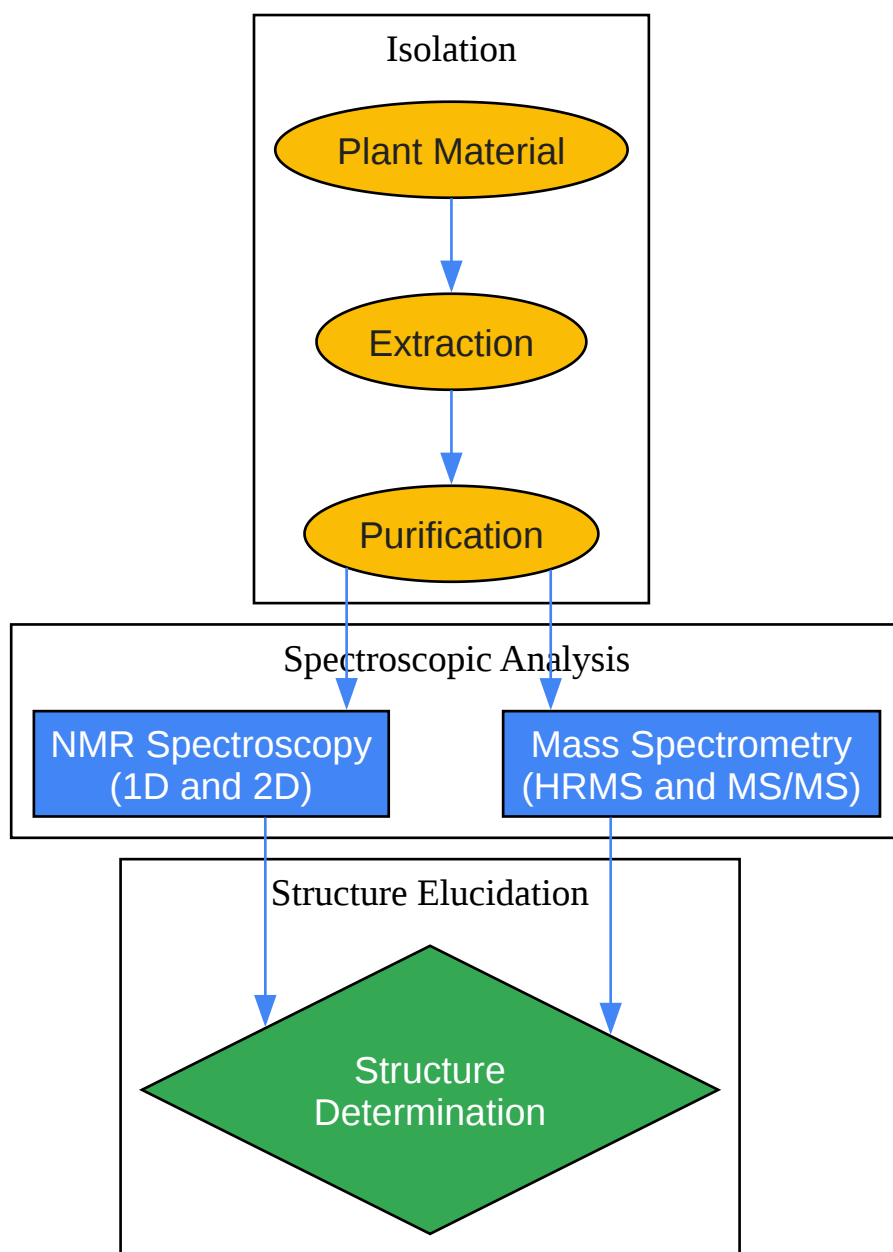 Isolation
Plant Material
Extraction
Purification
Spectroscopic Analysis
NMR Spectroscopy
(1D and 2D)
Mass Spectrometry
(HRMS and MS/MS)
Structure Elucidation
Structure
Determination